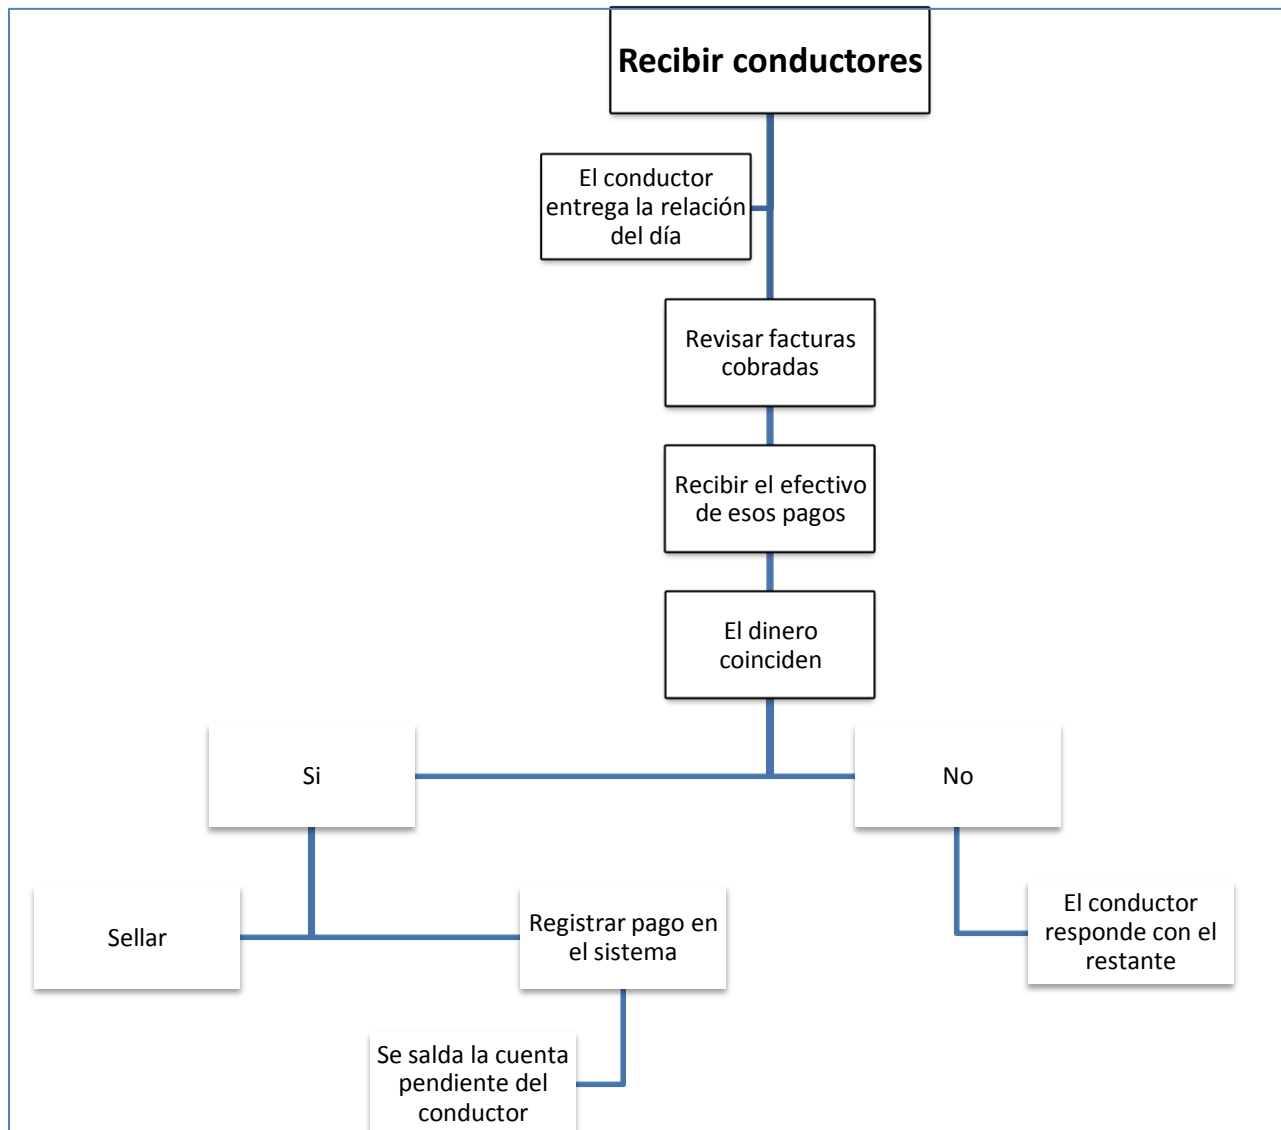 Recibir conductores
El conductor
entrega la relación
del día
Revisar facturas
cobradas
Recibir el efectivo
de esos pagos
El dinero
coinciden
Si
No
Sellar
Registrar pago en
el sistema
El conductor
responde con el
restante
Se salda la cuenta
pendiente del
conductor